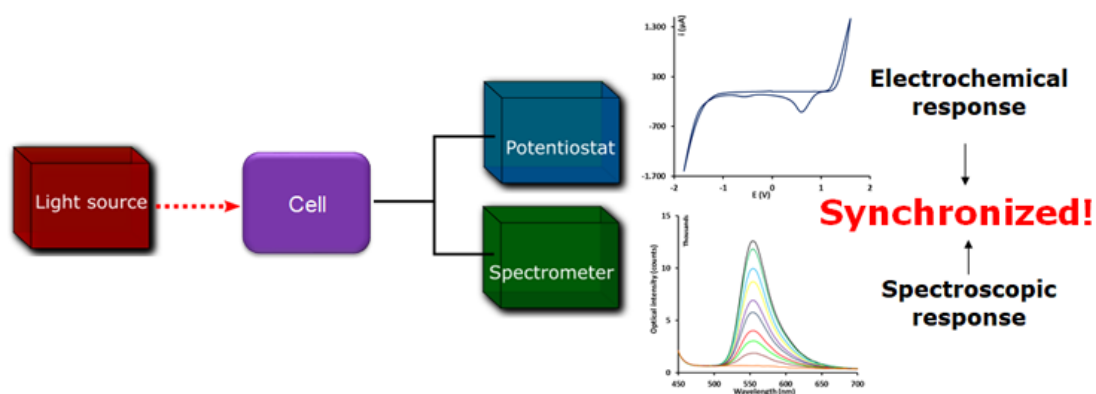 Light source
Cell
Potentiostat
Spectrometer
I (µA)
1.300
300
-700
-1.700
-2
-1
0
1
2
E (V)
Electrochemical
response
Synchronized!
Spectroscopic
response
Optical intensity (counts)
Thousands
15
10
5
0
450
500
550
600
650
700
Wavelength (nm)